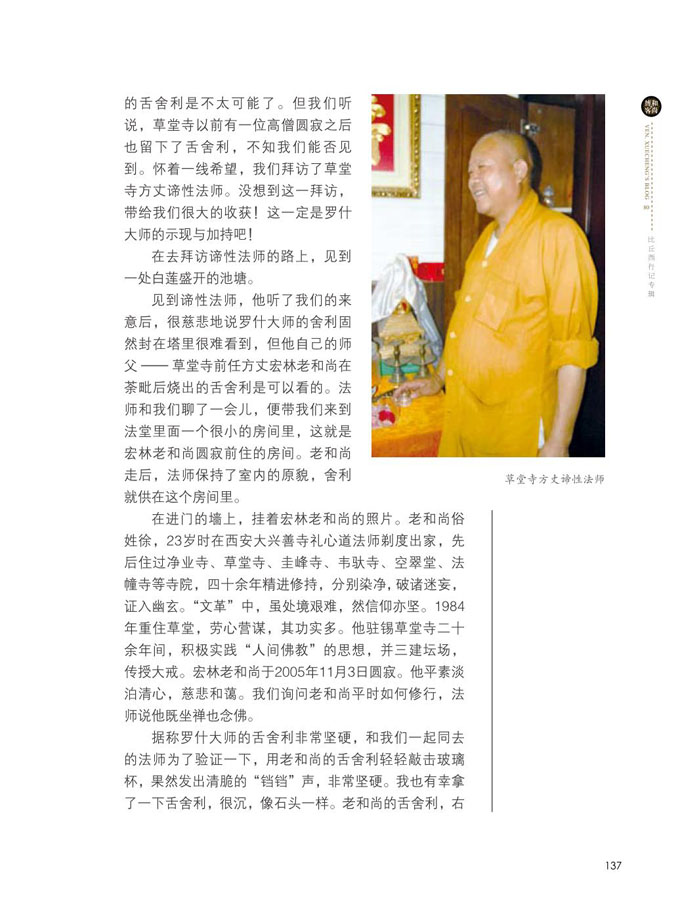 的舌舍利是不太可能了。但我们听
说，草堂寺以前有一位高僧圆寂之后
也留下了舌舍利，不知我们能否见
到。怀着一线希望，我们拜访了草堂
寺方丈谛性法师。没想到这一拜访，
带给我们很大的收获！这一定是罗什
大师的示现与加持吧！
在去拜访谛性法师的路上，见到
一处白莲盛开的池塘。
见到谛性法师，他听了我们的来
意后，很慈悲地说罗什大师的舍利固
然封在塔里很难看到，但他自己的师
父 —— 草堂寺前任方丈宏林老和尚在
荼毗后烧出的舌舍利是可以看的。法
师和我们聊了一会儿，便带我们来到
法堂里面一个很小的房间里，这就是
宏林老和尚圆寂前住的房间。老和尚
走后，法师保持了室内的原貌，舍利
就供在这个房间里。
草堂寺方丈谛性法师
在进门的墙上，挂着宏林老和尚的照片。老和尚俗
姓徐，23岁时在西安大兴善寺礼心道法师剃度出家，先
后住过净业寺、草堂寺、圭峰寺、韦驮寺、空翠堂、法
幢寺等寺院，四十余年精进修持，分别染净，破诸迷妄，
证入幽玄。“文革”中，虽处境艰难，然信仰亦坚。1984
年重住草堂，劳心营谋，其功实多。他驻锡草堂寺二十
余年间，积极实践“人间佛教”的思想，并三建坛场，
传授大戒。宏林老和尚于2005年11月3日圆寂。他平素淡
泊清心，慈悲和蔼。我们询问老和尚平时如何修行，法
师说他既坐禅也念佛。
据称罗什大师的舌舍利非常坚硬，和我们一起同去
的法师为了验证一下，用老和尚的舌舍利轻轻敲击玻璃
杯，果然发出清脆的“铛铛”声，非常坚硬。我也有幸拿
了一下舌舍利，很沉，像石头一样。老和尚的舌舍利，右
和尚博客
VEN. XUECHENG'S BLOG
比丘西行记专辑
137